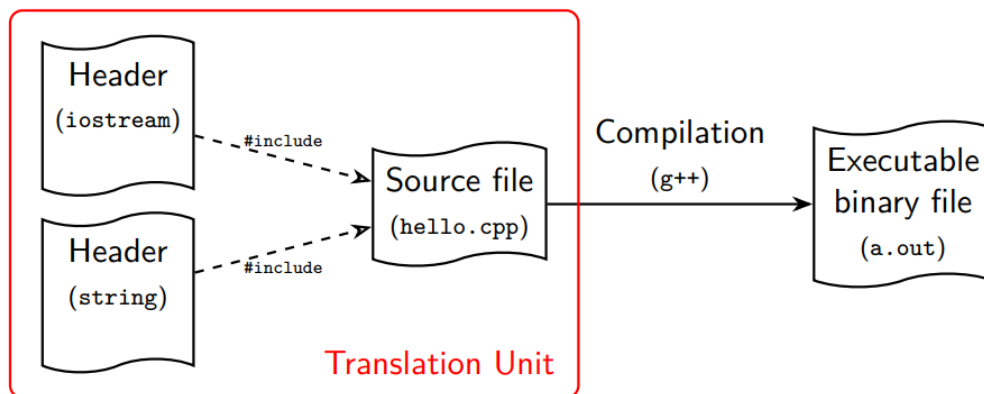 Header
(iostream)
#include
Header
(string)
#include
Source file
(hello.cpp)
Translation Unit
Compilation
(g++)
Executable
binary file
(a.out)